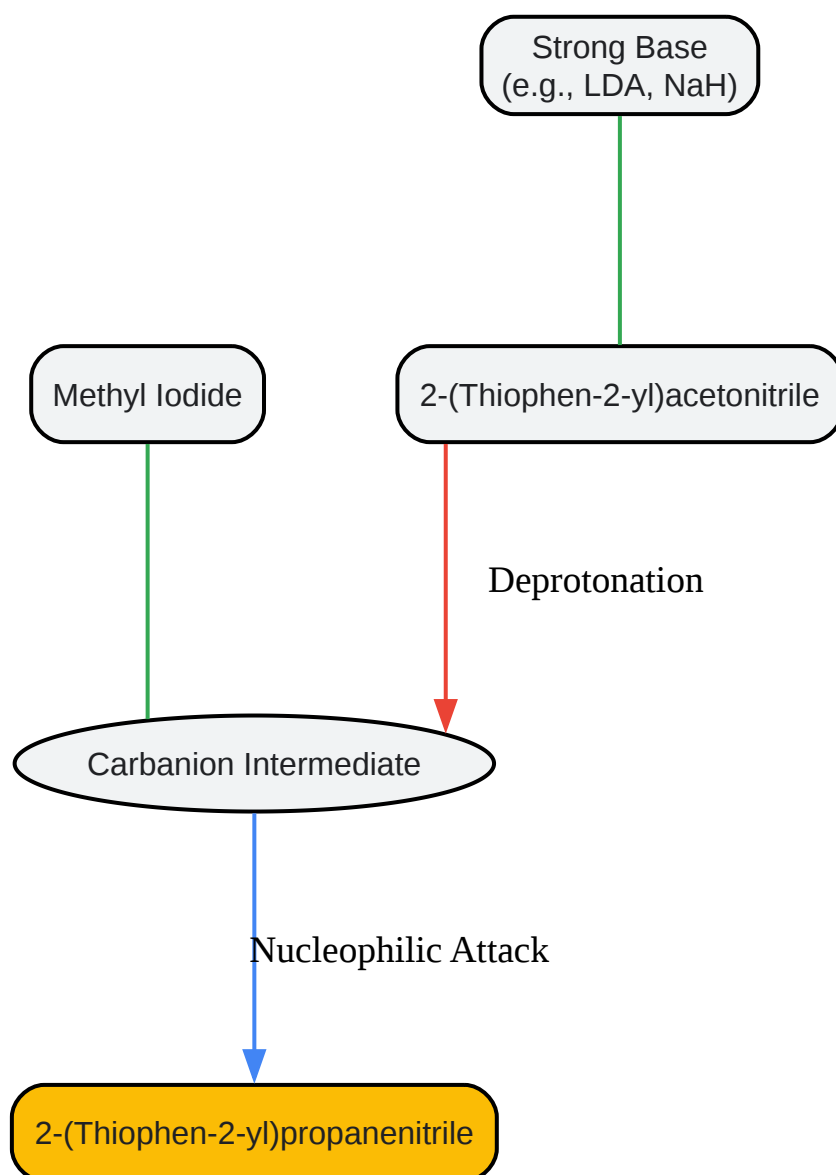 Strong Base
(e.g., LDA, NaH)
Methyl Iodide
2-(Thiophen-2-yl)acetonitrile
Deprotonation
Carbanion Intermediate
Nucleophilic Attack
2-(Thiophen-2-yl)propanenitrile